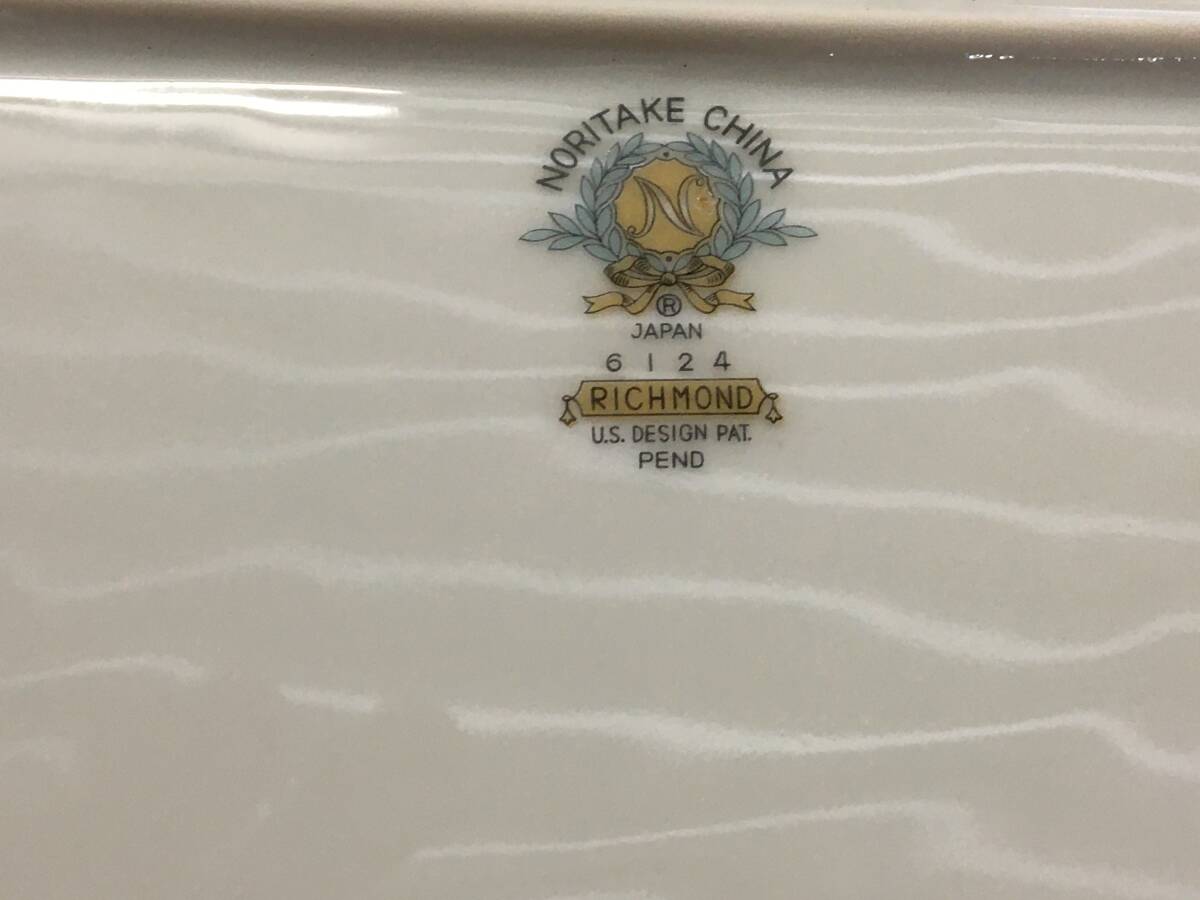 NORITAKE CHINA
N
®
JAPAN
6124
RICHMOND
U.S. DESIGN PAT.
PEND